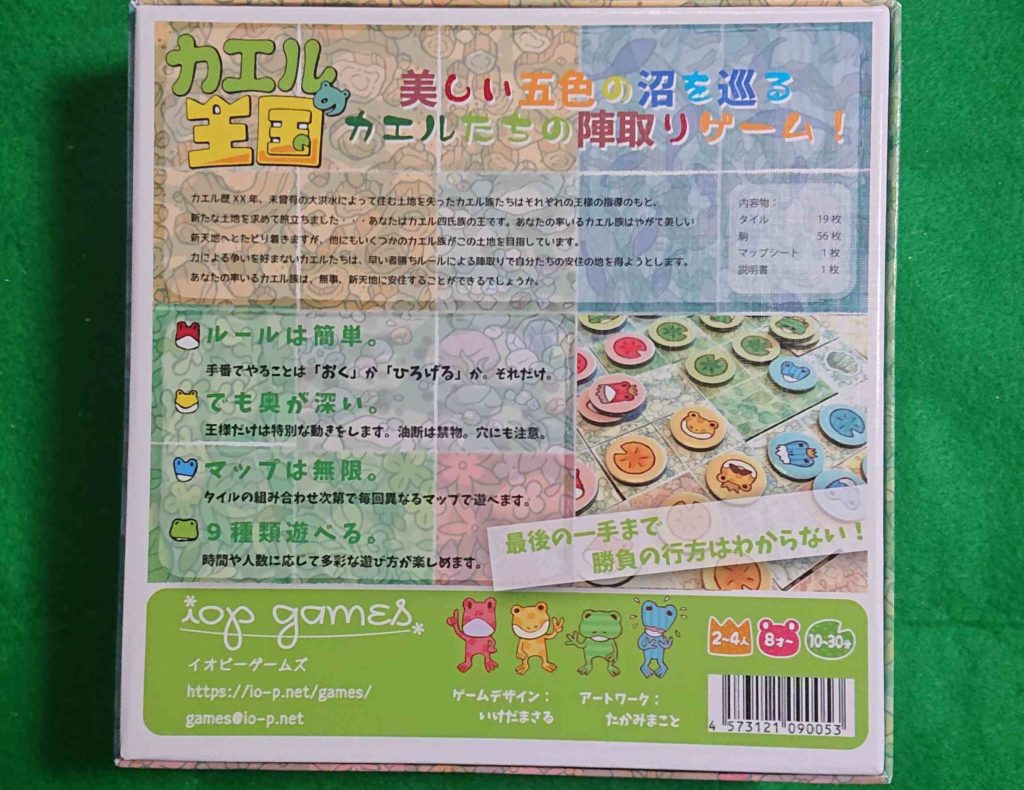 カエル
王国
美しい五色の沼を巡る
カエルたちの陣取りゲーム！
カエル歴XX年、未曾有の大洪水によって住む土地を失ったカエル族たちはそれぞれの王様の指導のもと、
新たな土地を求めて旅立ちました・・・あなたはカエル四氏族の王です。あなたの率いるカエル族はやがて美しい
新天地へとたどり着きますが、他にもいくつかのカエル族がこの土地を目指しています。
力による争いを好まないカエルたちは、早い者勝ちルールによる陣取りで自分たちの安住の地を得ようとします。
あなたの率いるカエル族は、無事、新天地に安住することができるでしょうか。
内容物：
タイル 19枚
駒 56枚
マップシート 1枚
説明書 1枚
ルールは簡単。
手番でやることは「おく」か「ひろげる」か。それだけ。
でも奥が深い。
王様だけは特別な動きをします。油断は禁物。穴にも注意。
マップは無限。
タイルの組み合わせ次第で毎回異なるマップで遊べます。
9種類遊べる。
時間や人数に応じて多彩な遊び方が楽しめます。
最後の一手まで
勝負の行方はわからない！
iop games
イオピーゲームズ
https://io-p.net/games/
games@io-p.net
ゲームデザイン：
いけだまさる
アートワーク：
たかみまこと
2~4人
8才~
10~30分
4 573121 090053